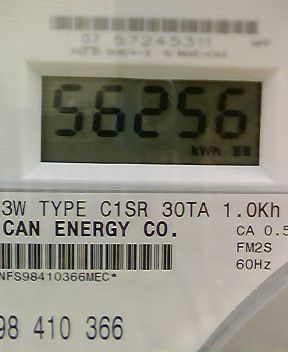 07 57245311
56256
kWh
3W TYPE C1SR 30TA 1.0Kh
CAN ENERGY CO.
CA 0.5
FM2S
60Hz
NFS98410366MEC*
98 410 366